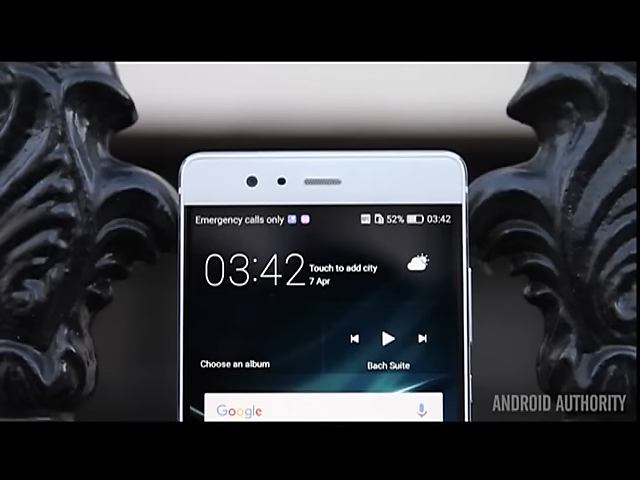 Emergency calls only
52% 03:42
03:42
Touch to add city
7 Apr
Choose an album
Bach Suite
Google
ANDROID AUTHORITY